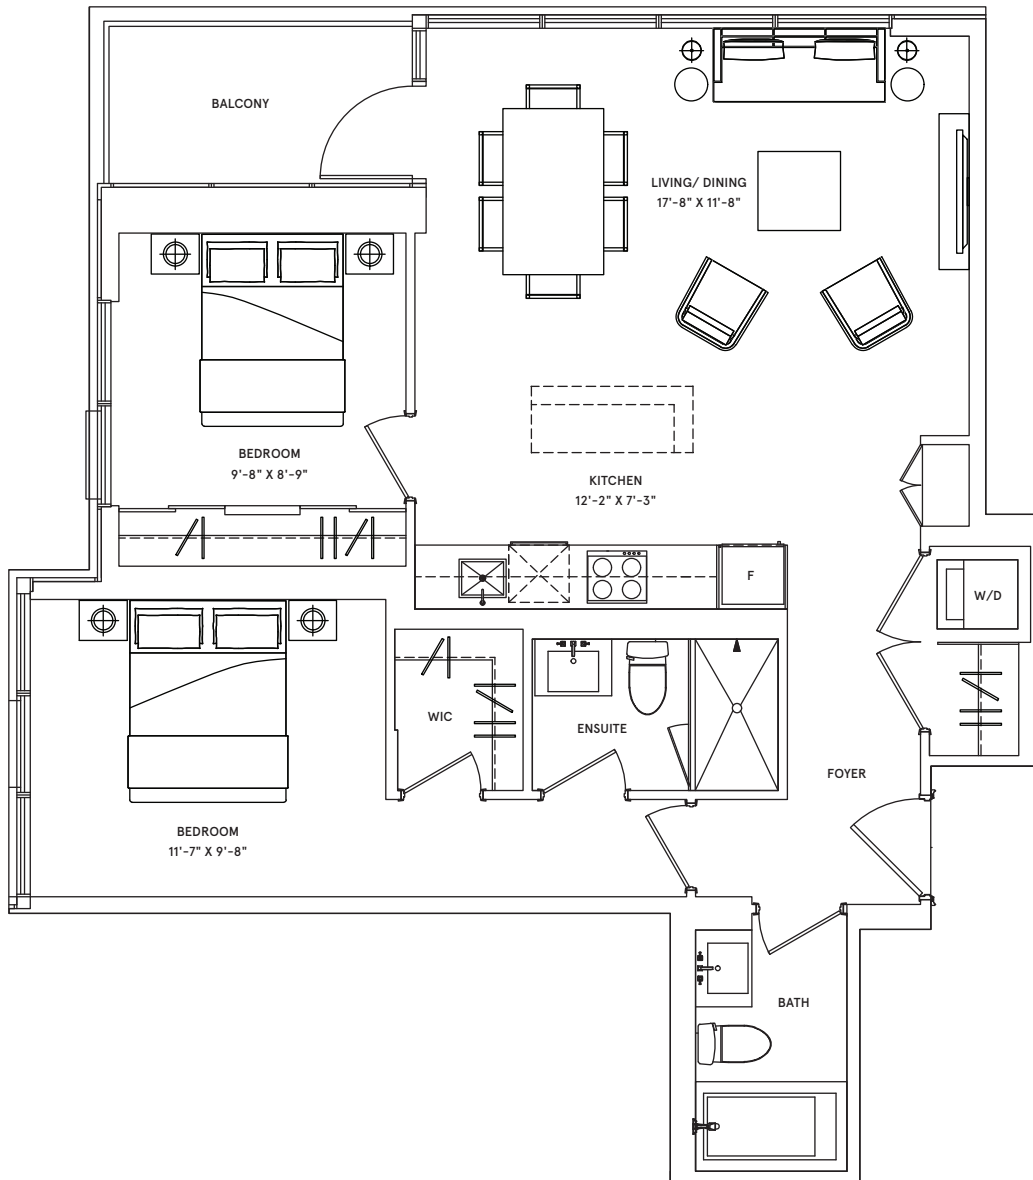 BALCONY
LIVING/ DINING
17'-8" X 11'-8"
BEDROOM
9'-8" X 8'-9"
KITCHEN
12'-2" X 7'-3"
F
W/D
WIC
ENSUITE
FOYER
BEDROOM
11'-7" X 9'-8"
BATH